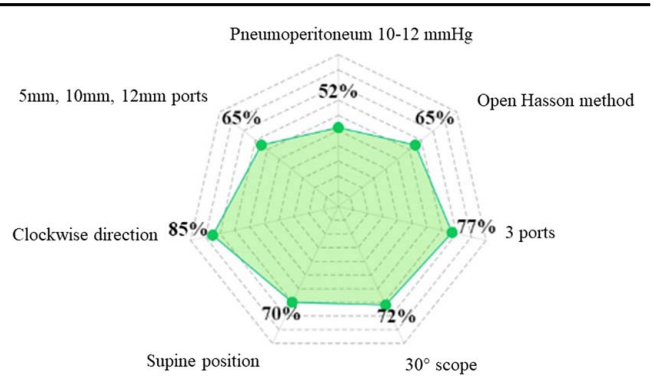 Pneumoperitoneum 10-12 mmHg
52%
5mm, 10mm, 12mm ports
65%
65%
Open Hasson method
Clockwise direction
85%
77%
3 ports
70%
72%
Supine position
30° scope